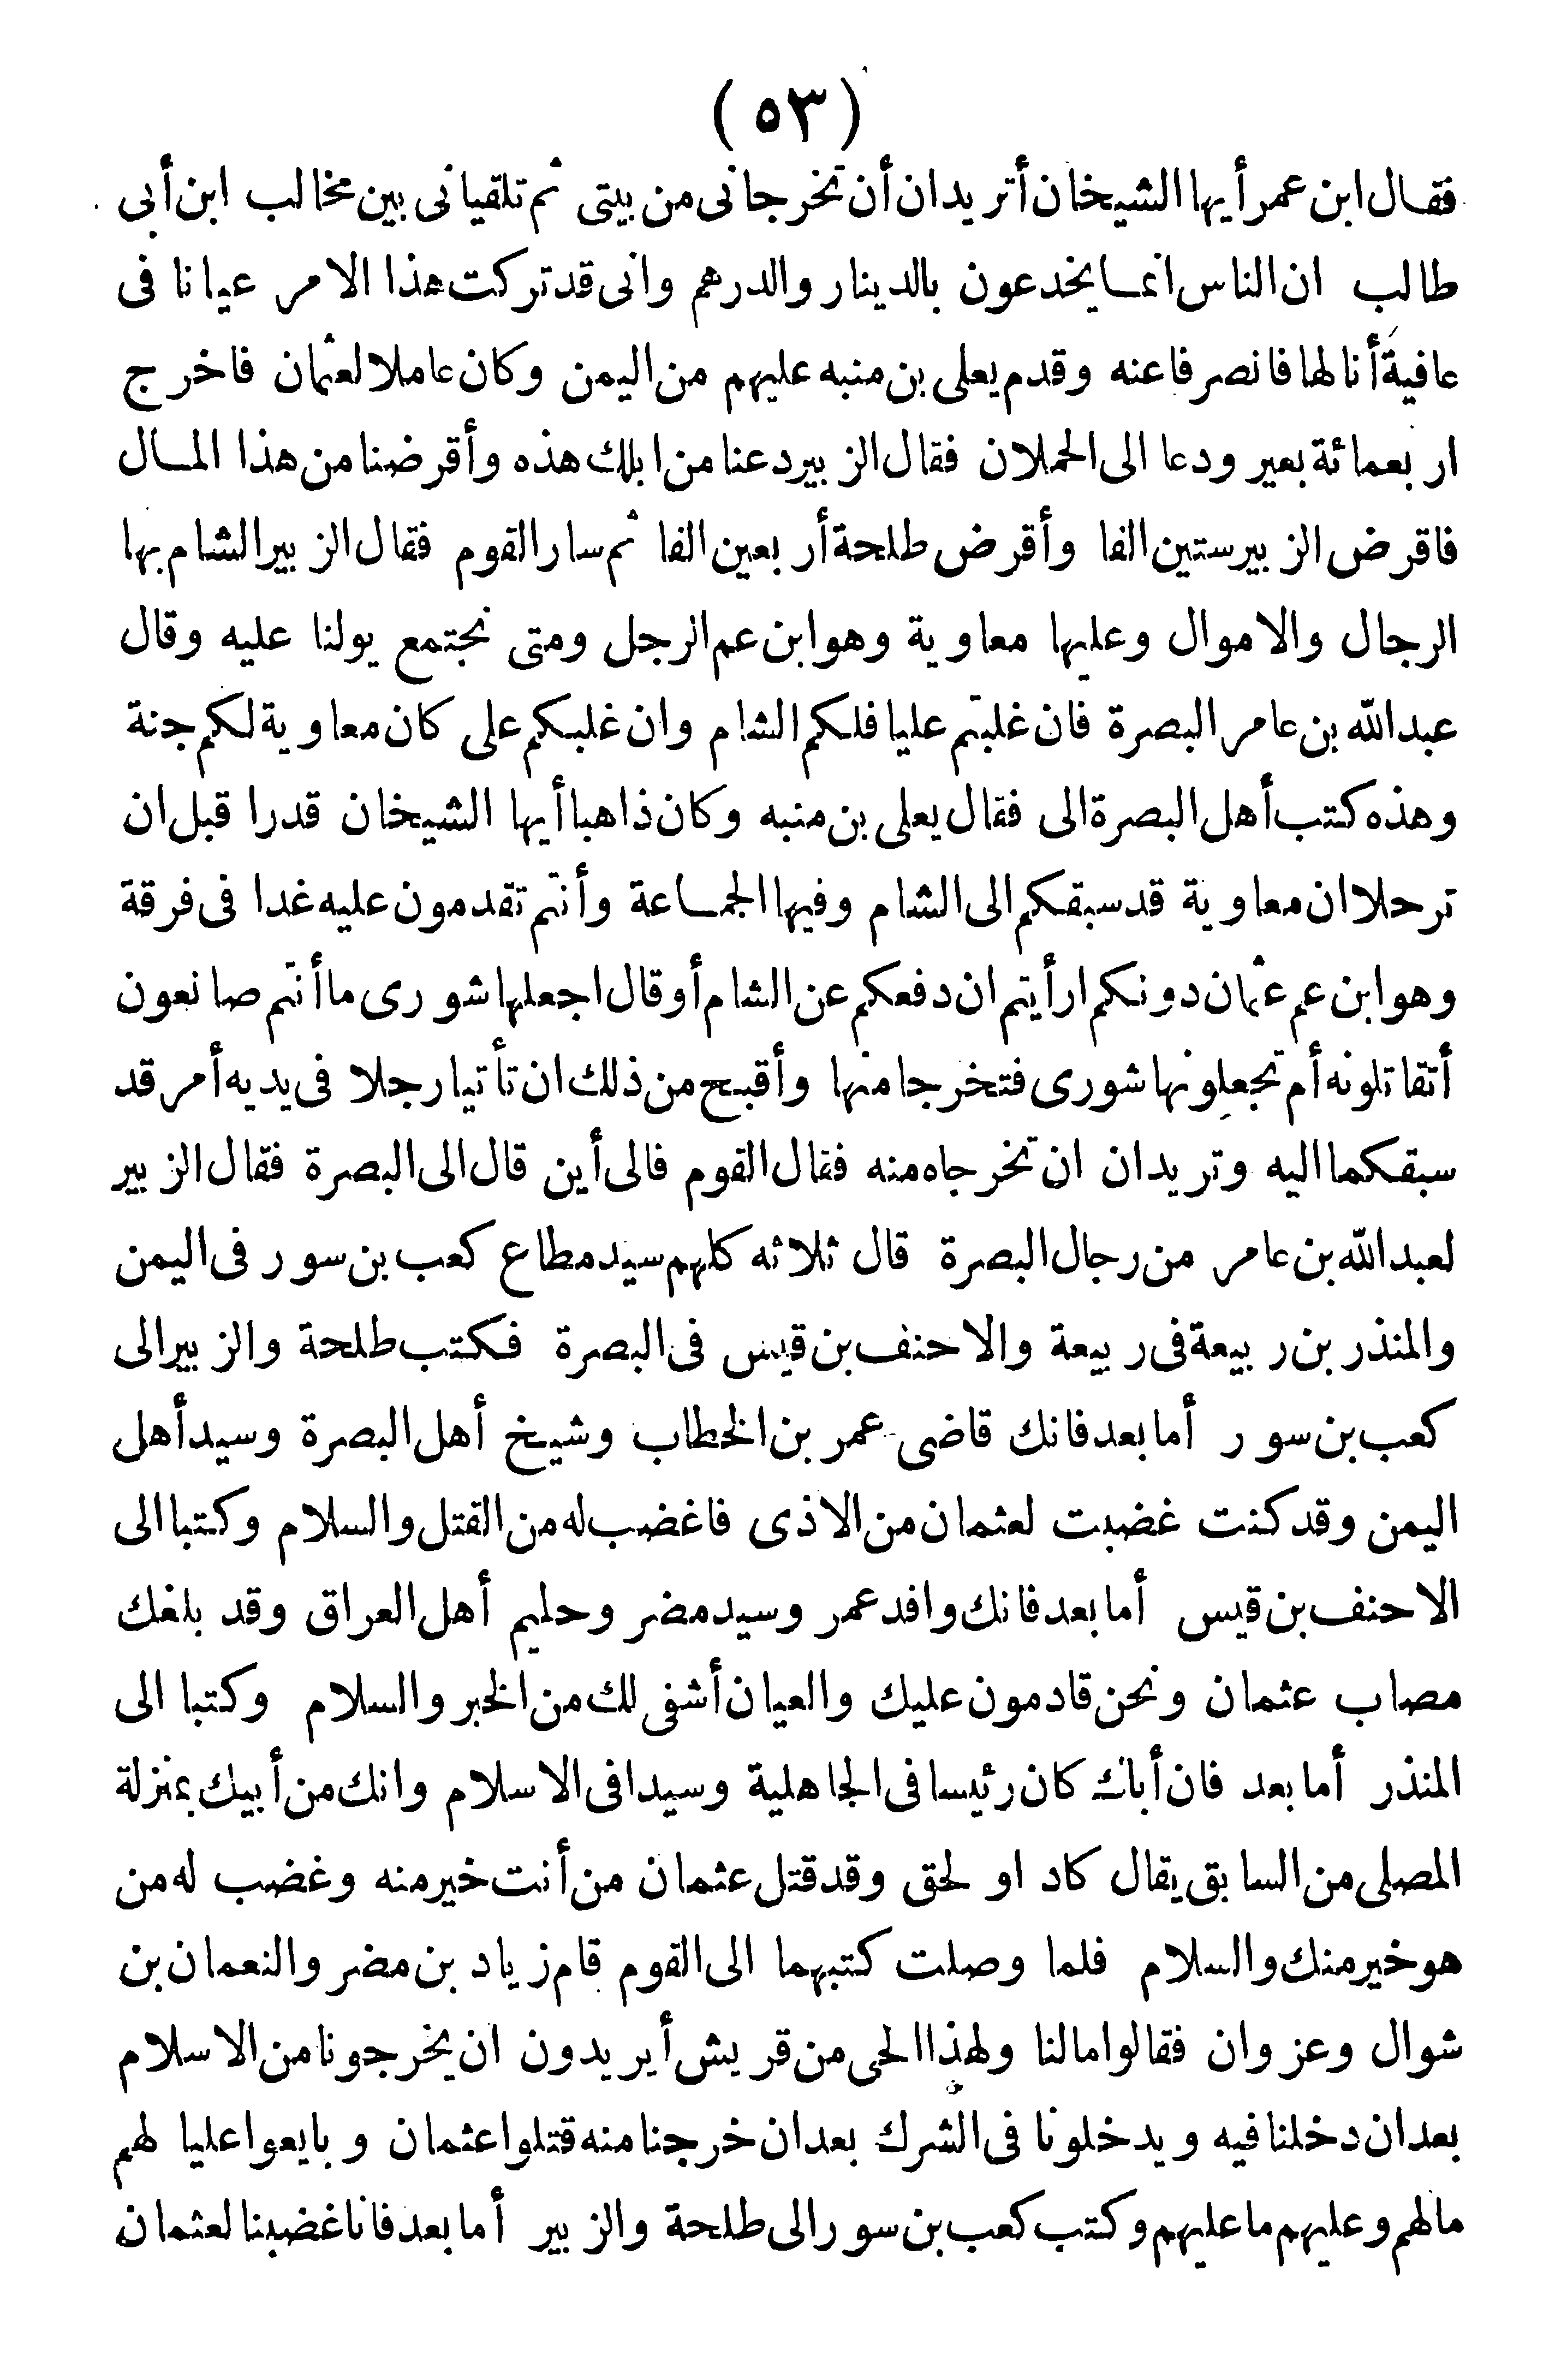 (٥٣)
فقال ابن عمر أيها الشيخان أتريدان أن تخرجانى من بيتى ثم تلقيانى بين مخالب ابن أبى
طالب ان الناس انما يخدعون بالدينار والدرهم وانى قد تركت هذا الامر عيانا فى
عافية أنا لها فانصرفا عنه وقدم يعلى بن منبه عليهم من اليمن وكان عاملا لعثمان فاخرج
اربعمائة بعير ودعا الى الحملان فقال الزبير دعنا من ابلك هذه وأقرضنا من هذا المال
فاقرض الزبير ستين الفا وأقرض طلحة أربعين الفا ثم سار القوم فقال الزبير الشام بها
الرجال والاموال وعليها معاوية وهو ابن عم الرجل ومتى نجتمع يولنا عليه وقال
عبد الله بن عامر البصرة فان غلبتم عليا فلكم الشام وان غلبكم على كان معاوية لكم جنة
وهذه كتب أهل البصرة الى فقال يعلى بن منبه وكان ذاهبا أيها الشيخان قدرا قبل ان
ترحلا ان معاوية قد سبقكم الى الشام وفيها الجماعة وأنتم تقدمون عليه غدا فى فرقة
وهو ابن عم عثمان دونكم ارأيتم ان دفعكم عن الشام أو قال اجعلها شورى ما أنتم صانعون
أتقاتلونه أم تجعلونها شورى فتخرجا منها وأقبح من ذلك ان تأتيا رجلا فى يديه أمر قد
سبقكما اليه وتريدان ان تخرجاه منه فقال القوم فالى أين قال الى البصرة فقال الزبير
لعبد الله بن عامر من رجال البصرة قال ثلاثه كلهم سيد مطاع كعب بن سور فى اليمن
والمنذر بن ربيعة فى ربيعة والاحنف بن قيس فى البصرة فكتب طلحة والزبير الى
كعب بن سور أما بعد فانك قاضى عمر بن الخطاب وشيخ أهل البصرة وسيد أهل
اليمن وقد كنت غضبت لعثمان من الاذى فاغضب له من القتل والسلام وكتبا الى
الاحنف بن قيس أما بعد فانك وافد عمر وسيد مضر وحليم أهل العراق وقد بلغك
مصاب عثمان ونحن قادمون عليك والعيان أشفى لك من الخبر والسلام وكتبا الى
المنذر أما بعد فان أباك كان رئيسا فى الجاهلية وسيدا فى الاسلام وانك من أبيك بمنزلة
المصلى من السابق يقال كاد او لحق وقد قتل عثمان من أنت خير منه وغضب له من
هو خير منك والسلام فلما وصلت كتبهما الى القوم قام زياد بن مضر والنعمان بن
شوال وعزوان فقالوا مالنا ولهذا الحى من قريش أيريدون ان يخرجونا من الاسلام
بعد ان دخلنا فيه ويدخلونا فى الشرك بعد ان خرجنا منه قتلوا عثمان وبايعوا عليا لهم
مالهم وعليهم ما عليهم وكتب كعب بن سور الى طلحة والزبير أما بعد فانا غضبنا لعثمان